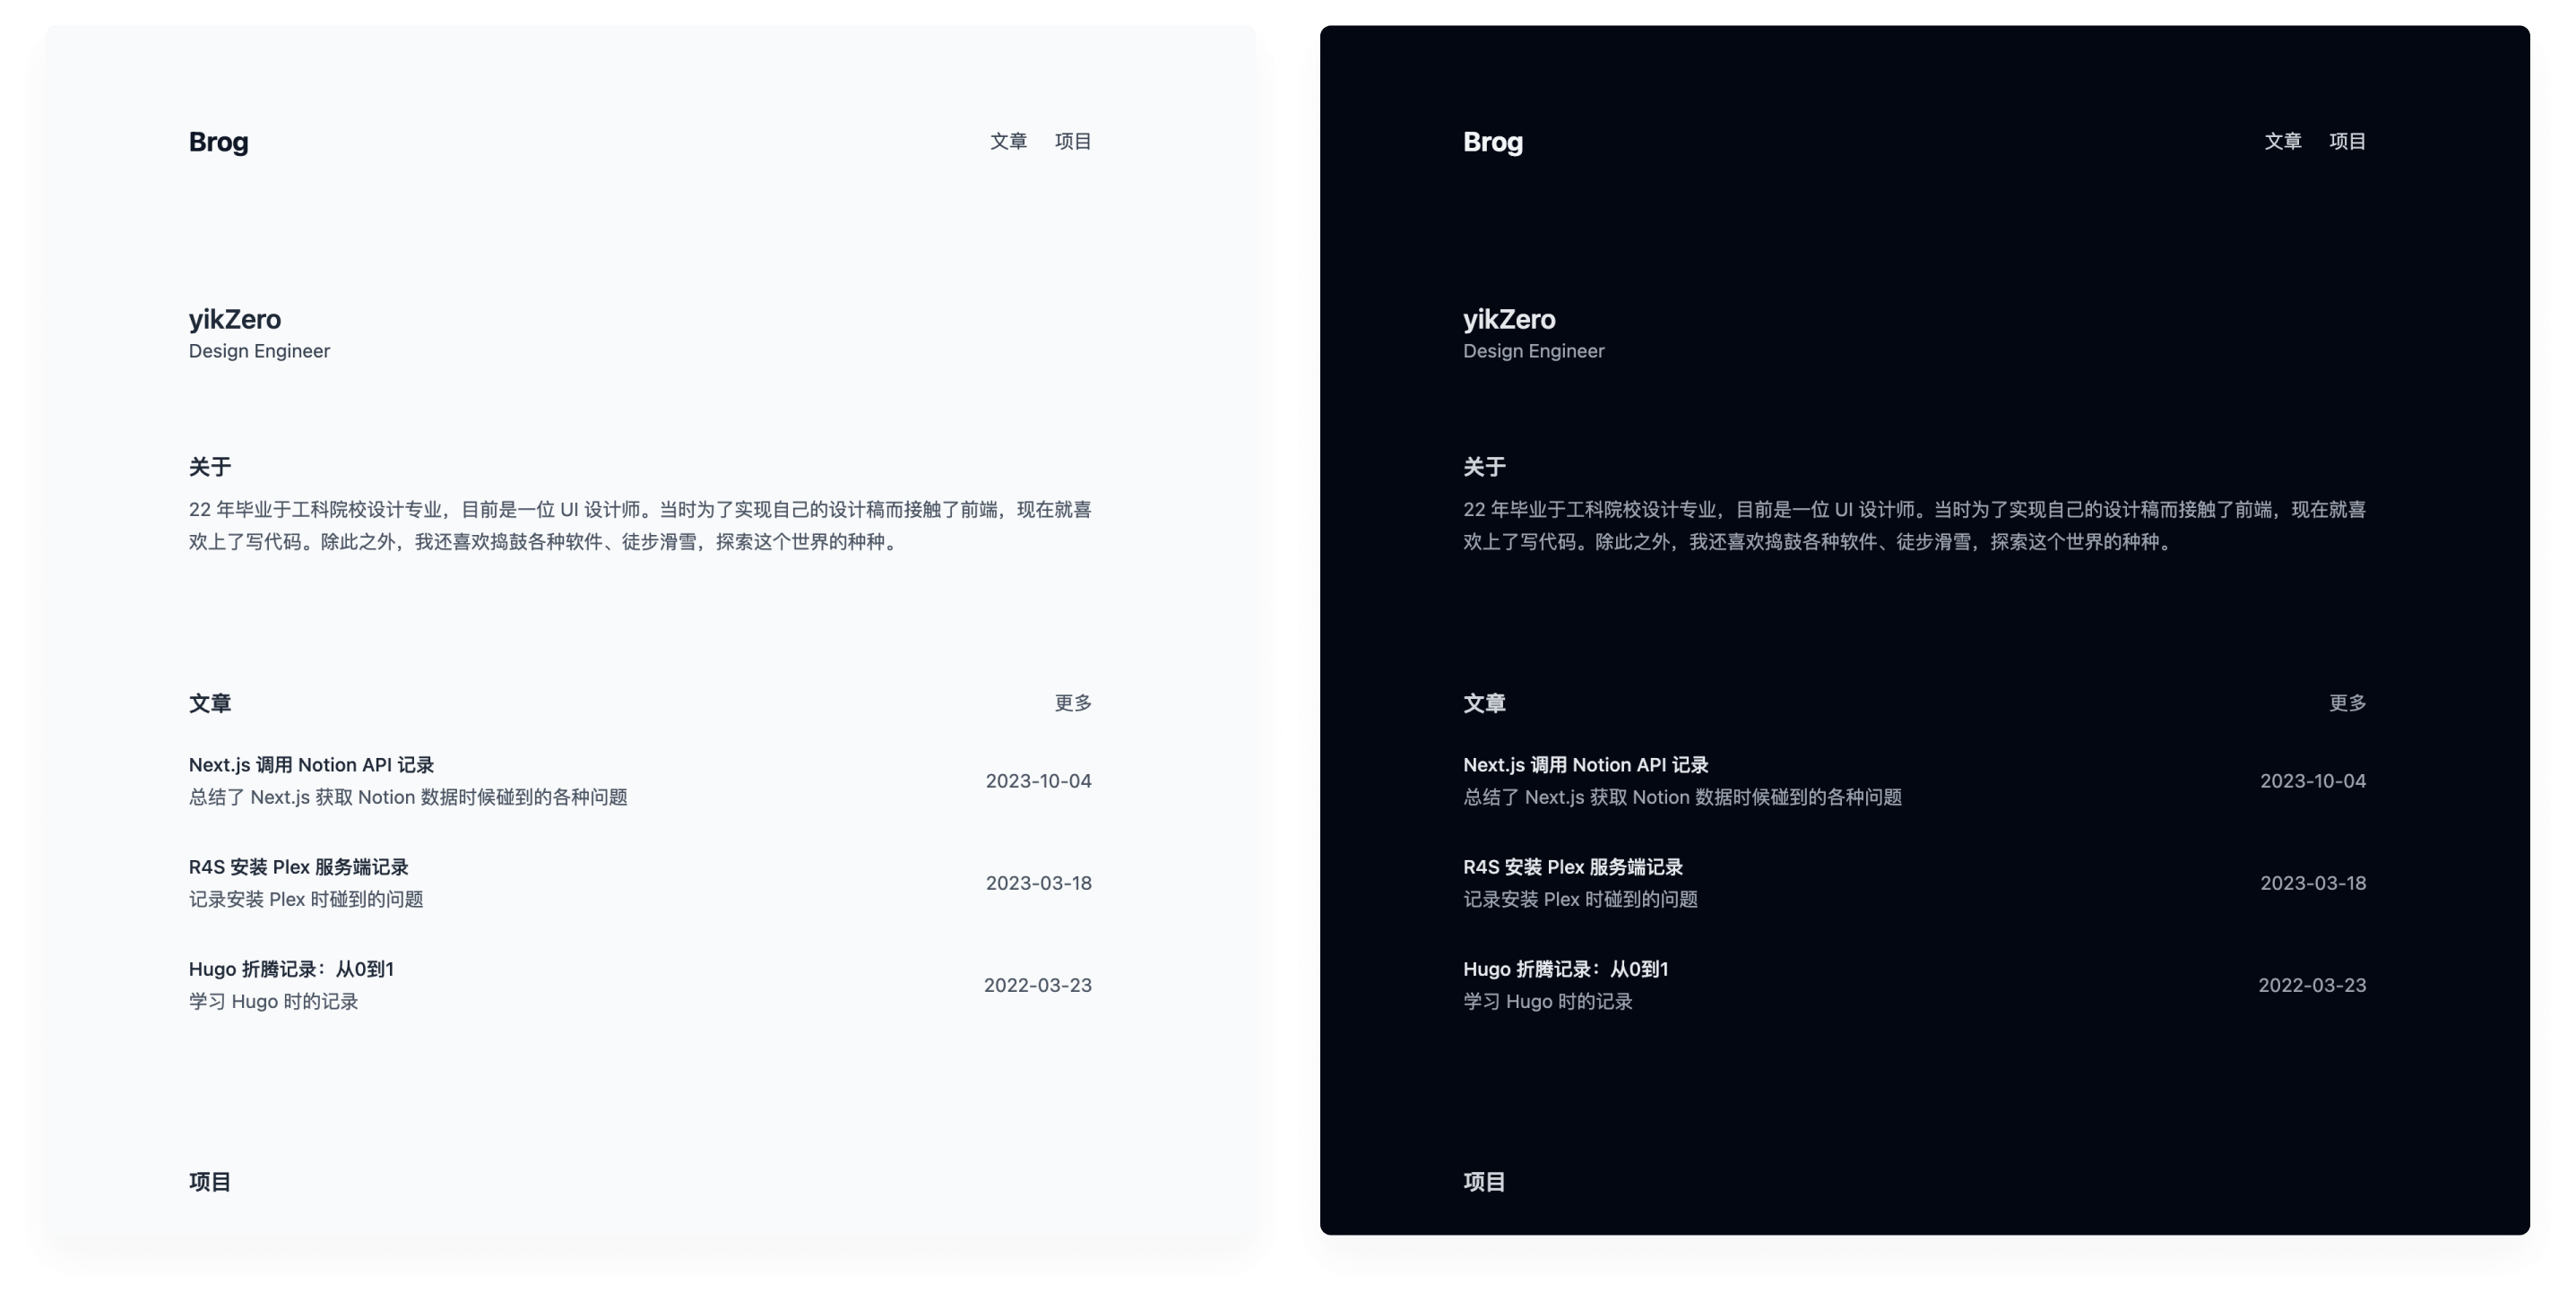 Brog
文章 项目
yikZero
Design Engineer
关于
22 年毕业于工科院校设计专业，目前是一位 UI 设计师。当时为了实现自己的设计稿而接触了前端，现在就喜
欢上了写代码。除此之外，我还喜欢捣鼓各种软件、徒步滑雪，探索这个世界的种种。
文章
更多
Next.js 调用 Notion API 记录
总结了 Next.js 获取 Notion 数据时候碰到的各种问题
2023-10-04
R4S 安装 Plex 服务端记录
记录安装 Plex 时碰到的问题
2023-03-18
Hugo 折腾记录：从0到1
学习 Hugo 时的记录
2022-03-23
项目
Brog
文章 项目
yikZero
Design Engineer
关于
22 年毕业于工科院校设计专业，目前是一位 UI 设计师。当时为了实现自己的设计稿而接触了前端，现在就喜
欢上了写代码。除此之外，我还喜欢捣鼓各种软件、徒步滑雪，探索这个世界的种种。
文章
更多
Next.js 调用 Notion API 记录
总结了 Next.js 获取 Notion 数据时候碰到的各种问题
2023-10-04
R4S 安装 Plex 服务端记录
记录安装 Plex 时碰到的问题
2023-03-18
Hugo 折腾记录：从0到1
学习 Hugo 时的记录
2022-03-23
项目